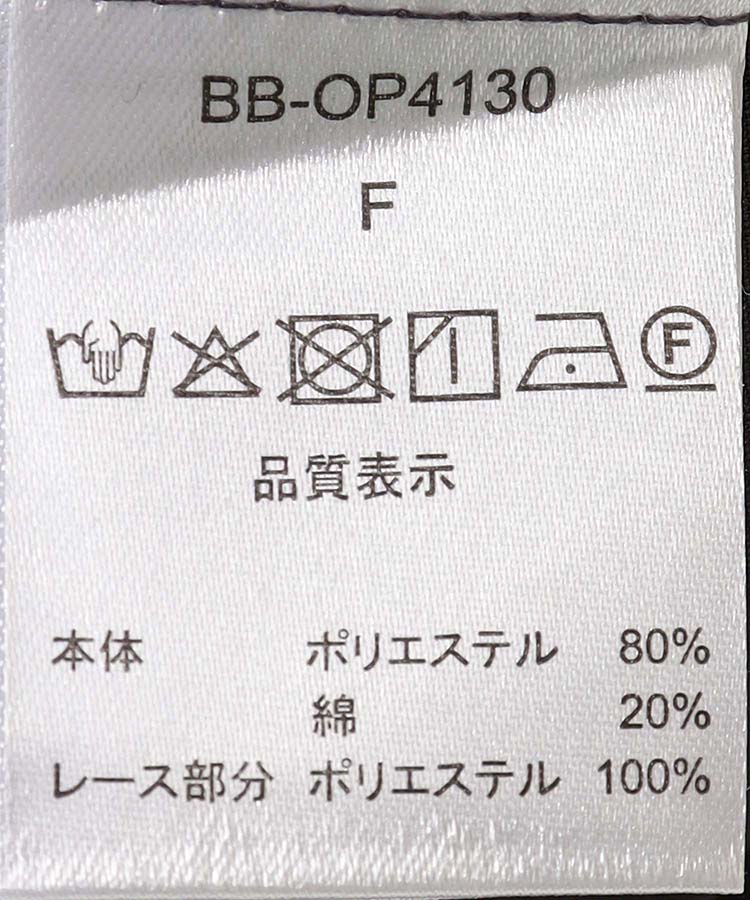 BB-OP4130
F
F
品質表示
本体 ポリエステル 80%
綿 20%
レース部分 ポリエステル 100%